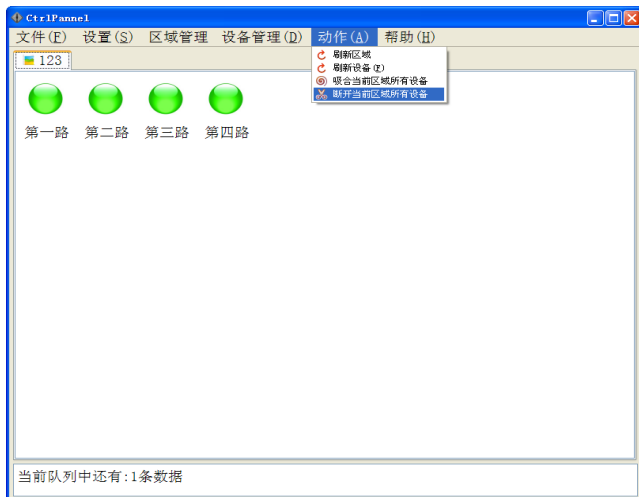 CtrlPannel
文件(F) 设置(S) 区域管理 设备管理(D) 动作(A) 帮助(H)
123
刷新区域
刷新设备(R)
吸合当前区域所有设备
断开当前区域所有设备
第一路 第二路 第三路 第四路
当前队列中还有:1条数据